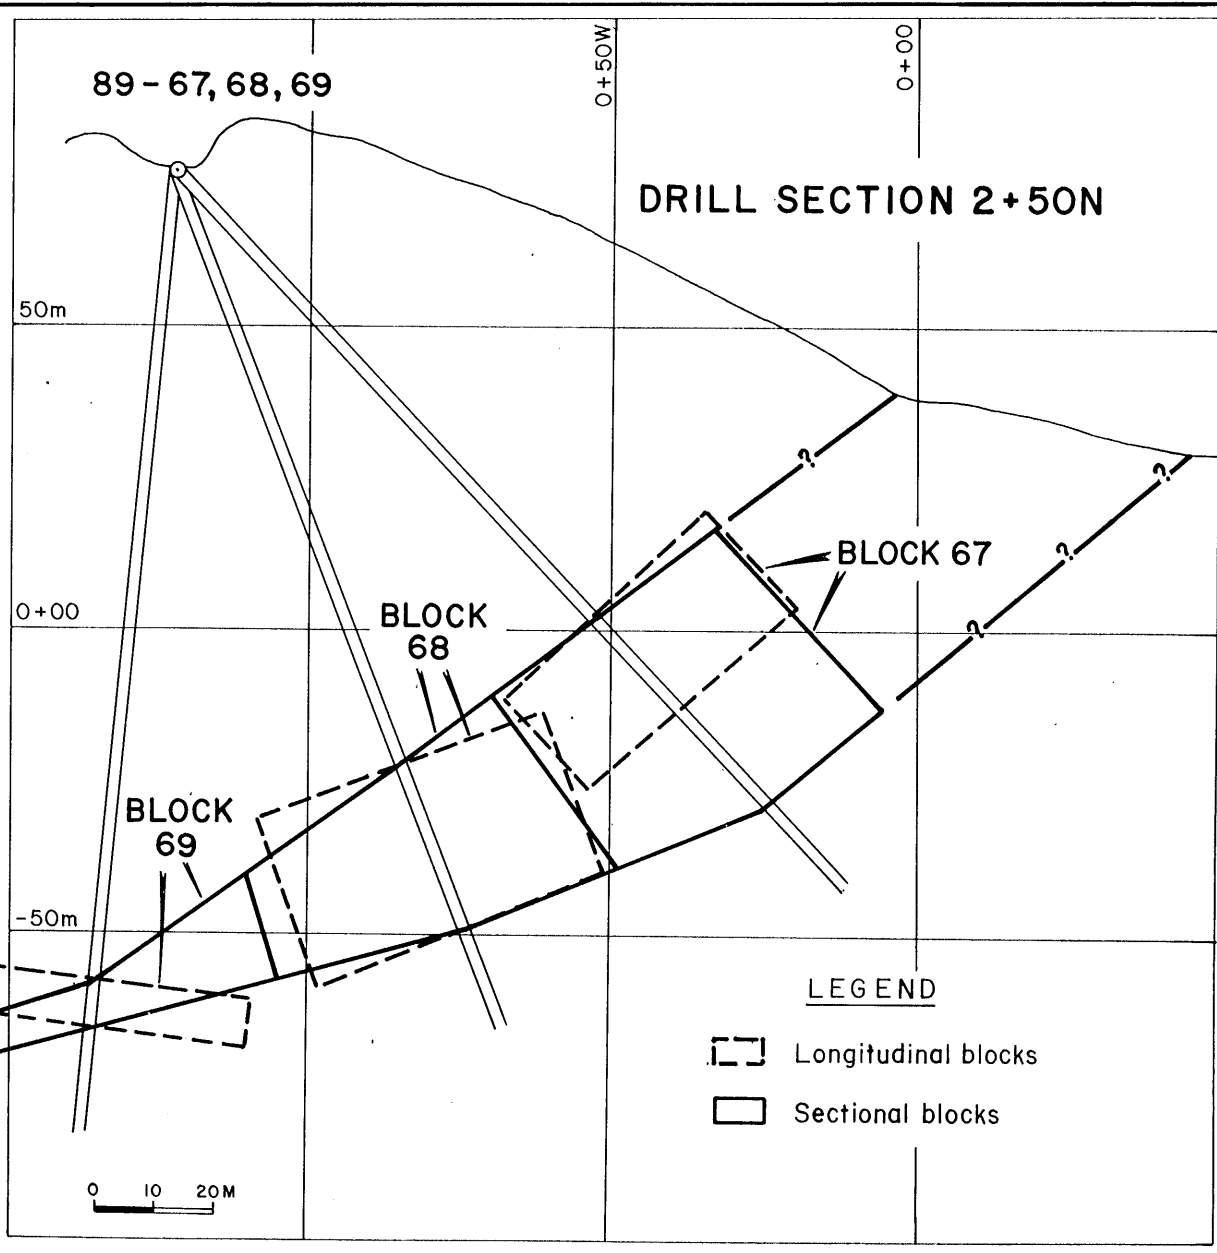 0+50W
0+00
89-67, 68, 69
DRILL SECTION 2+50N
50m
?
?
BLOCK 67
?
0+00
BLOCK
68
?
BLOCK
69
-50m
LEGEND
Longitudinal blocks
Sectional blocks
0 10 20M